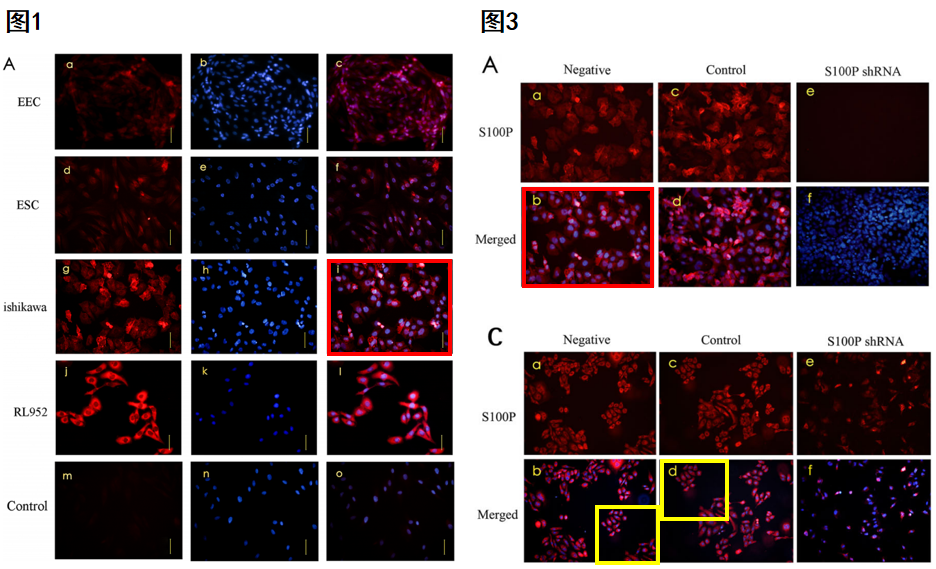 图1
A
a
b
c
EEC
d
e
f
ESC
g
h
i
ishikawa
j
k
l
RL952
m
n
o
Control
图3
A
Negative
Control
S100P shRNA
a
c
e
S100P
b
d
f
Merged
C
Negative
Control
S100P shRNA
a
c
e
S100P
b
d
f
Merged